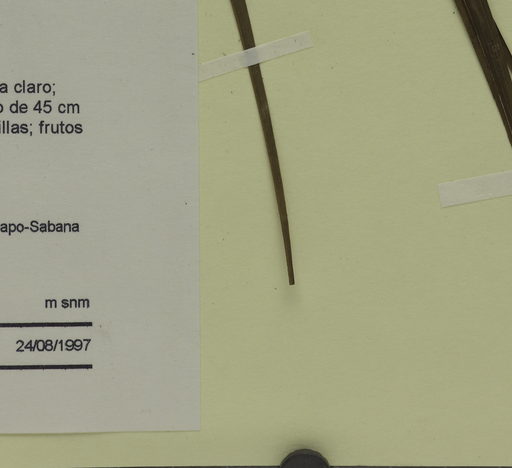 a claro;
o de 45 cm
illas; frutos
apo-Sabana
m snm
24/08/1997